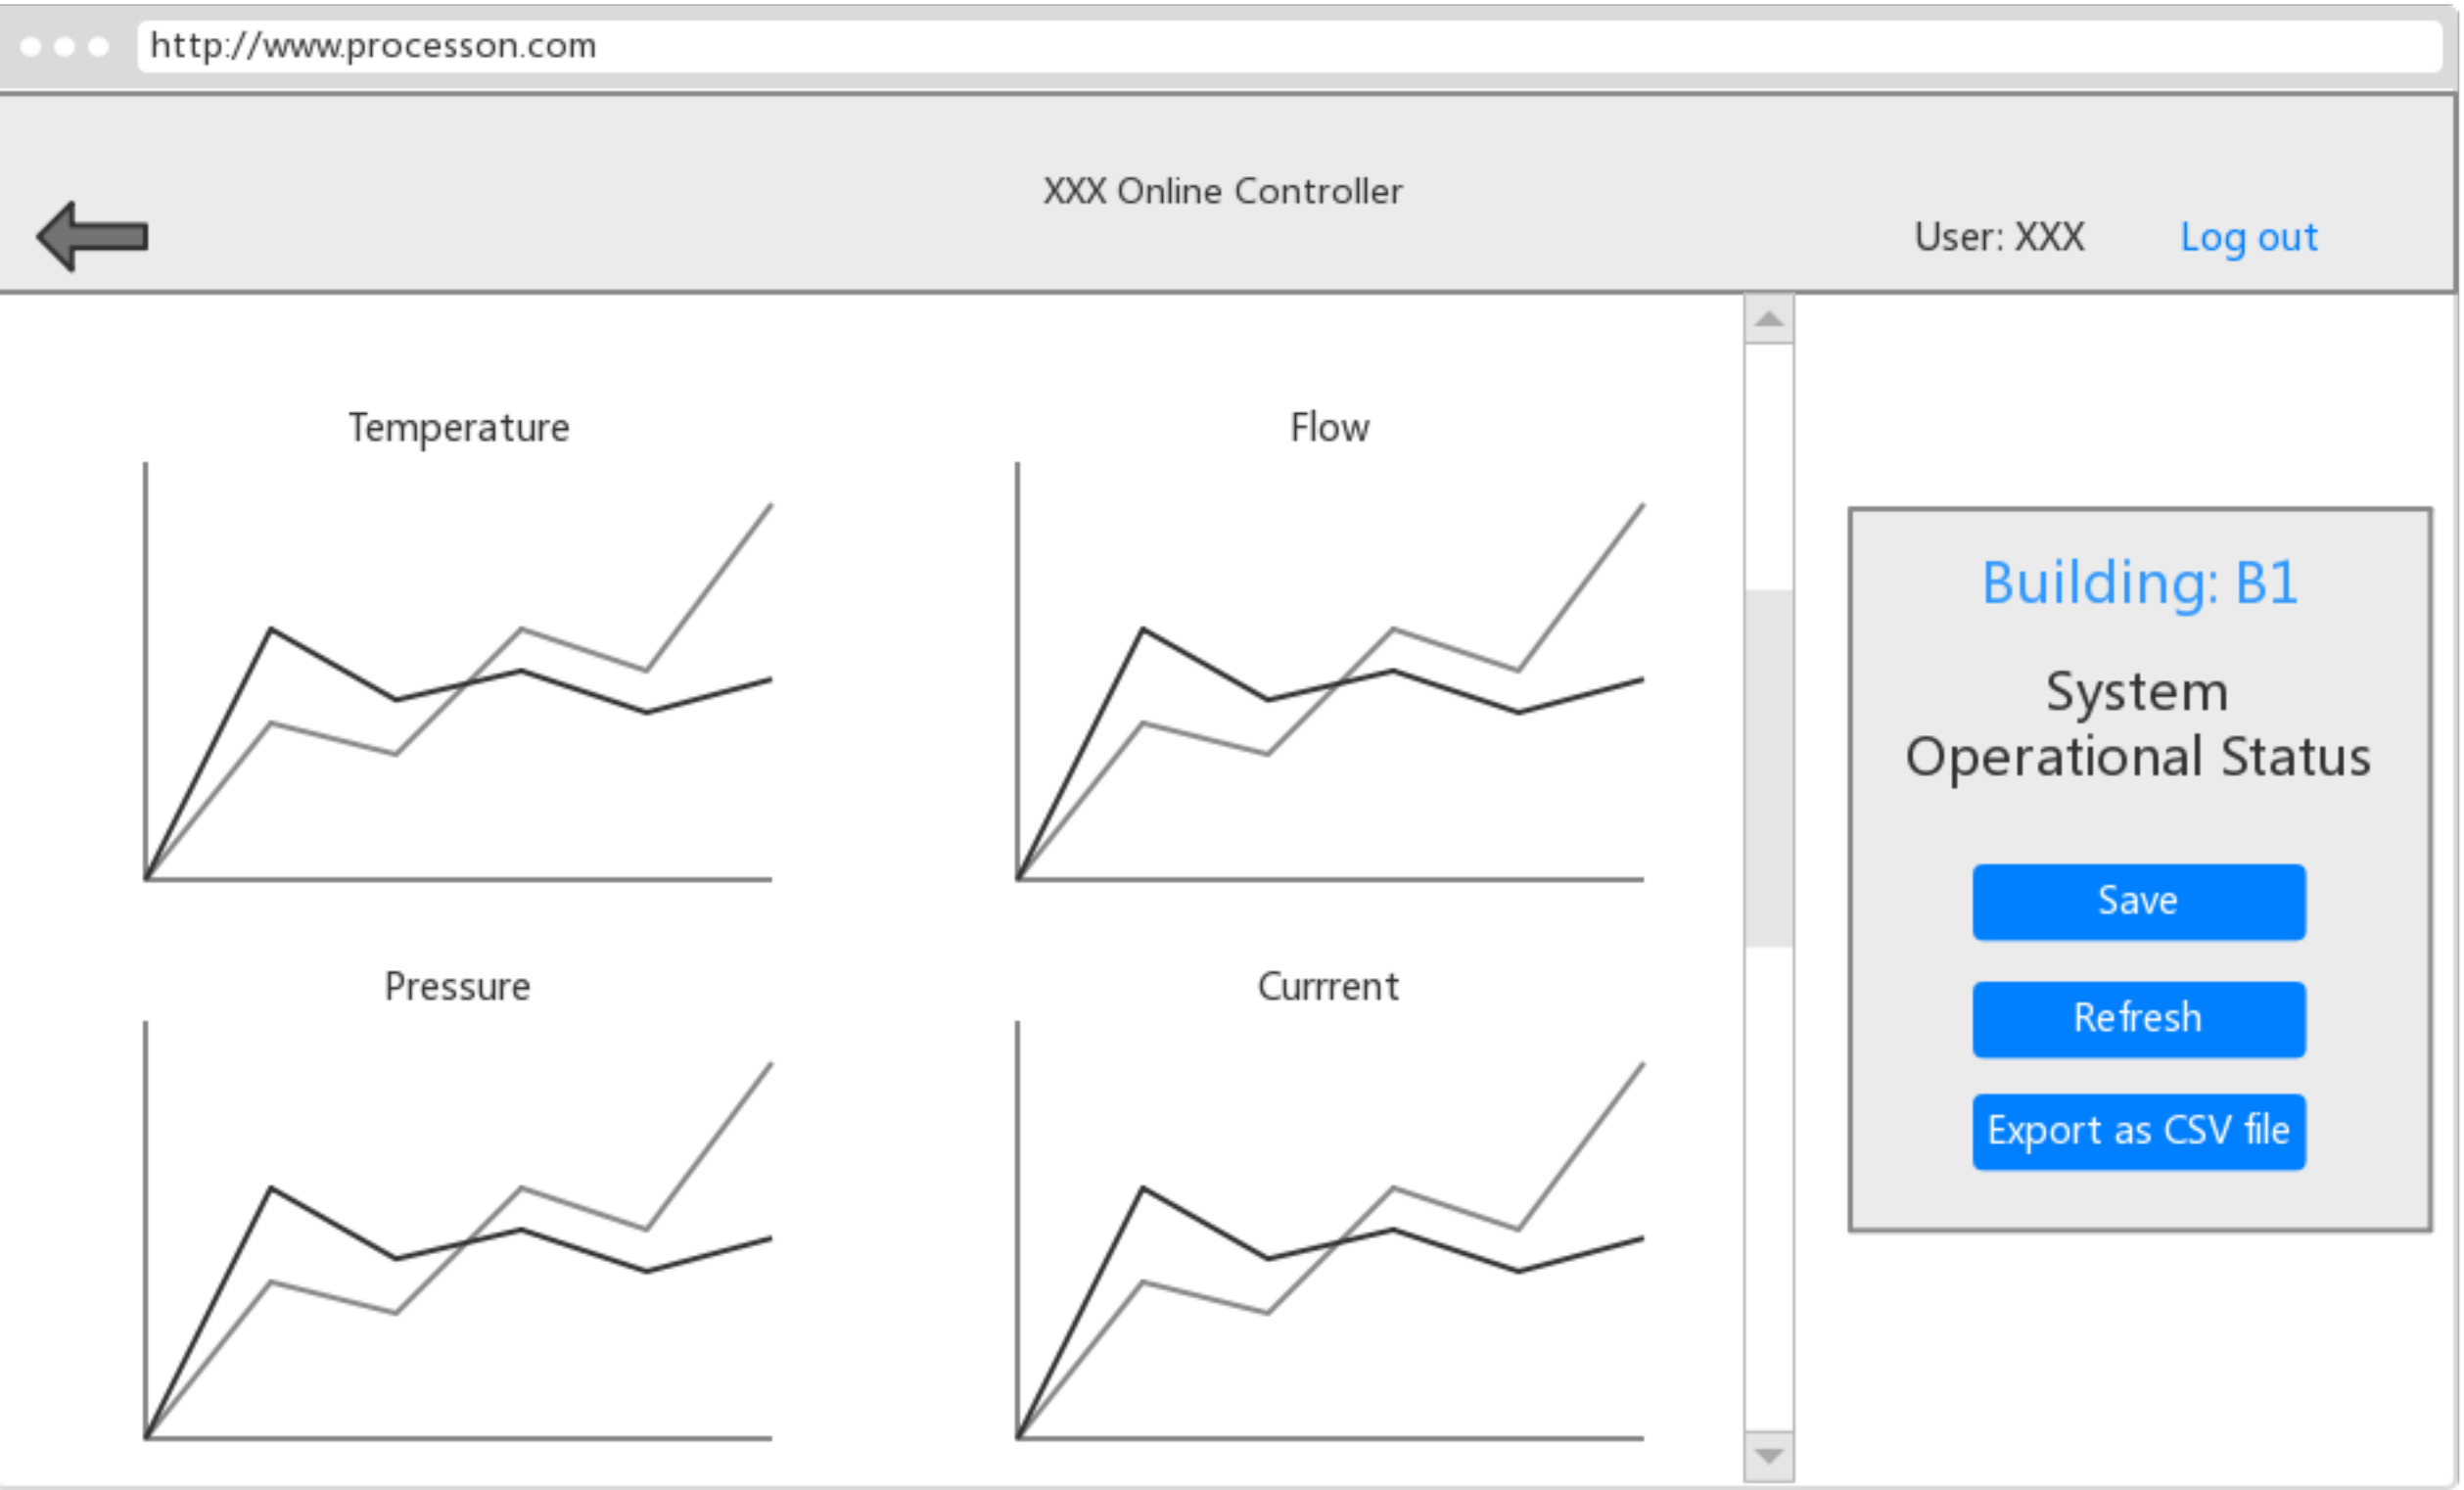 http://www.processon.com
XXX Online Controller
User: XXX
Log out
Temperature
Flow
Pressure
Currrent
Building: B1
System
Operational Status
Save
Refresh
Export as CSV file